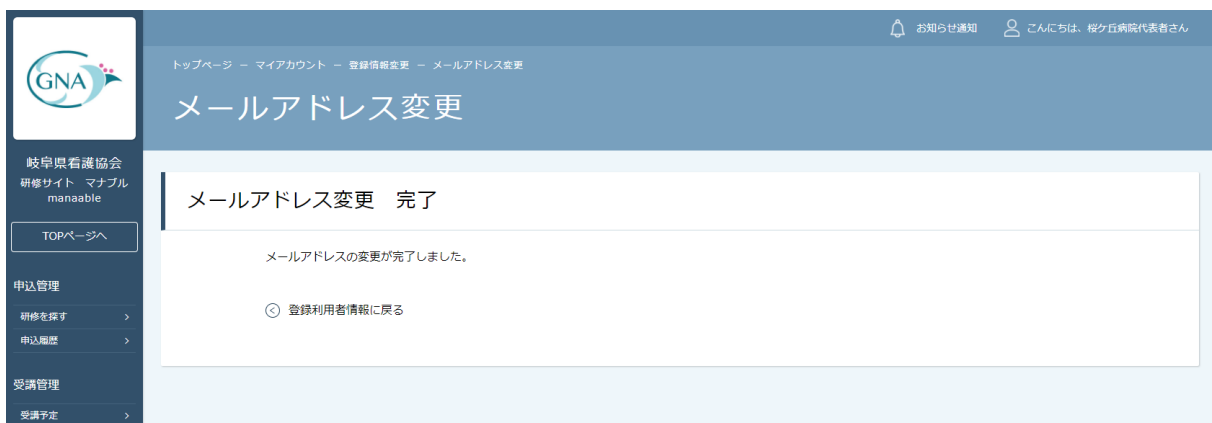 お知らせ通知
こんにちは、桜ケ丘病院代表者さん
GNA
トップページ － マイアカウント － 登録情報変更 － メールアドレス変更
メールアドレス変更
岐阜県看護協会
研修サイト マナブル
manaable
TOPページへ
申込管理
研修を探す
申込履歴
受講管理
受講予定
メールアドレス変更　完了
メールアドレスの変更が完了しました。
登録利用者情報に戻る